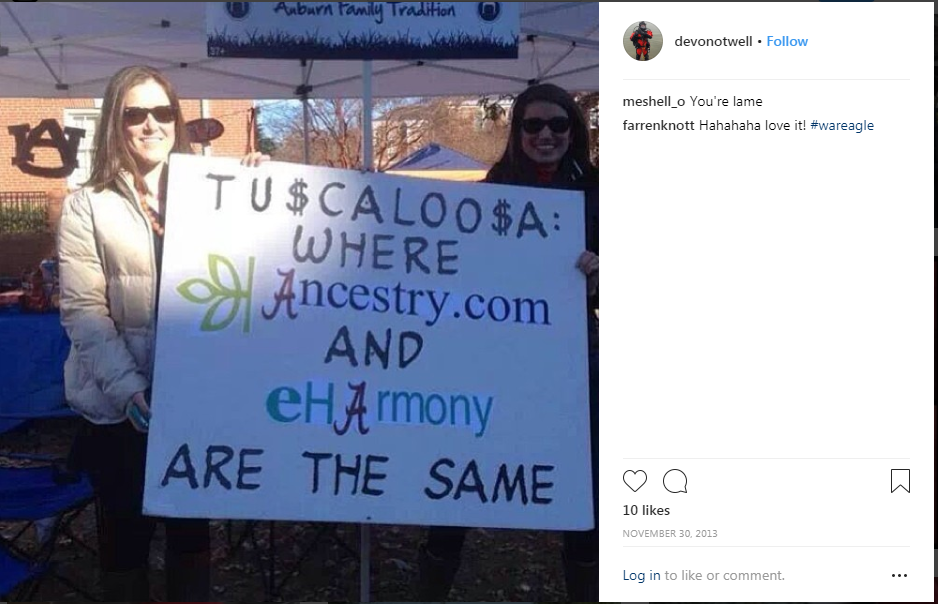 Auburn Family Tradition
37+
TU$CALOO$A:
WHERE
Ancestry.com
AND
eHArmony
ARE THE SAME
devonotwell • Follow
meshell_o You're lame
farrenknott Hahahaha love it! #wareagle
10 likes
NOVEMBER 30, 2013
Log in to like or comment.